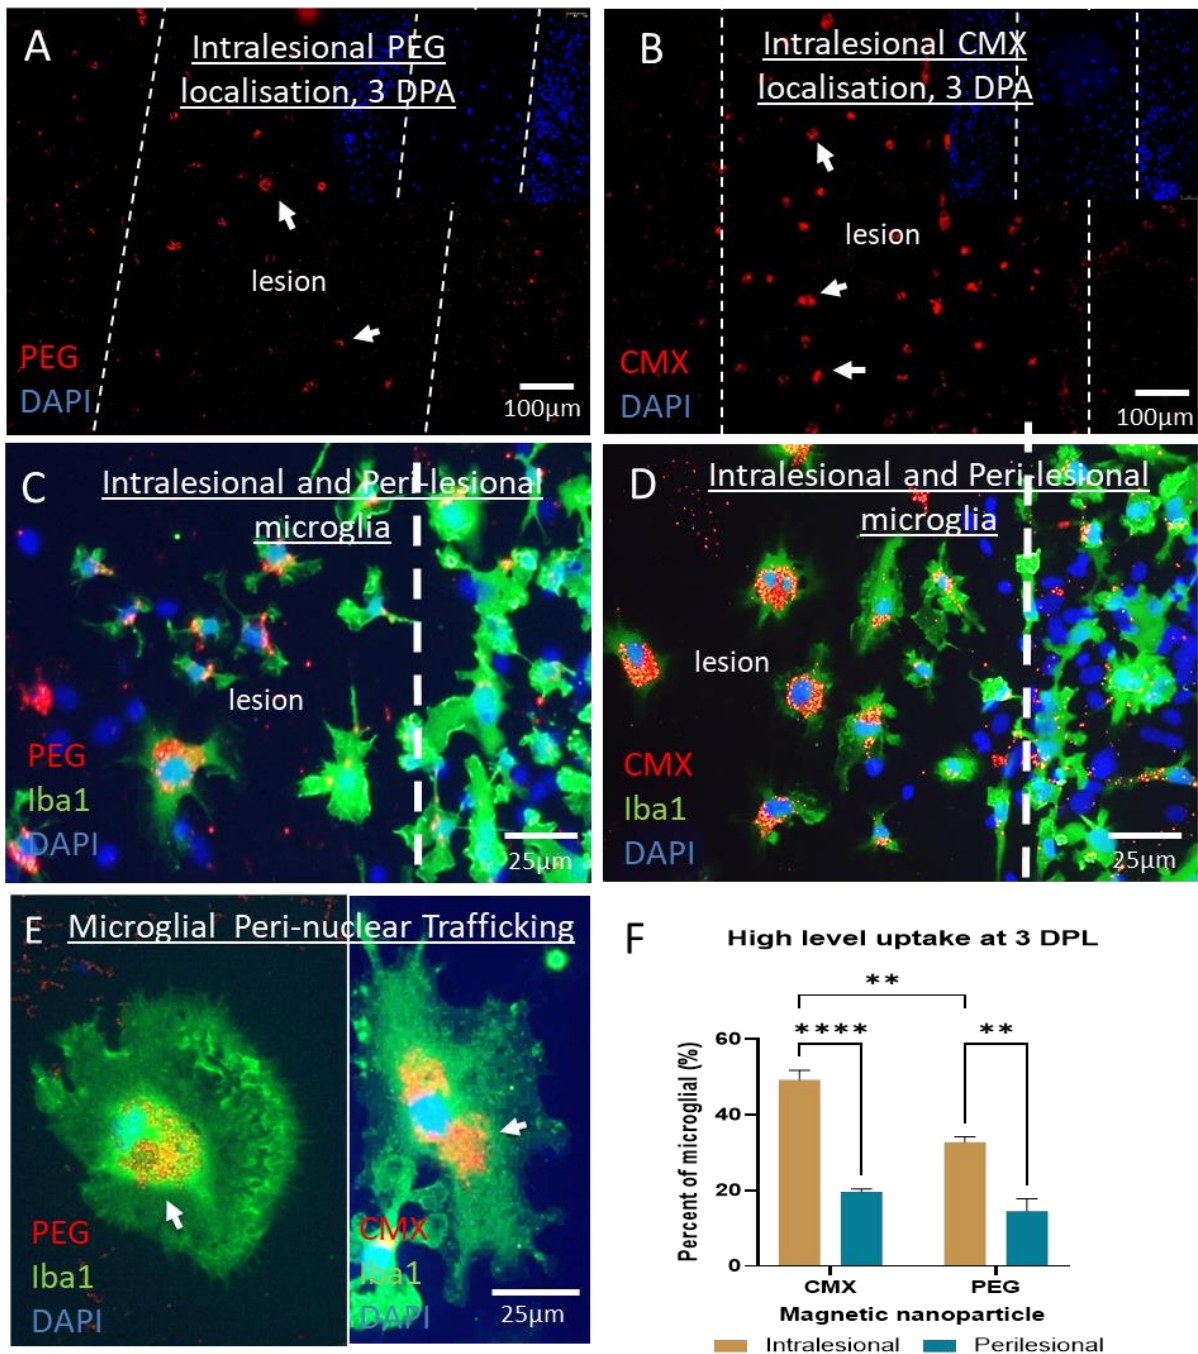 A
Intralesional PEG
localisation, 3 DPA
lesion
PEG
DAPI
100µm
B
Intralesional CMX
localisation, 3 DPA
lesion
CMX
DAPI
100µm
C
Intralesional and Peri-lesional
microglia
lesion
PEG
Iba1
DAPI
25µm
D
Intralesional and Peri-lesional
microglia
lesion
CMX
Iba1
DAPI
25µm
E
Microglial Peri-nuclear Trafficking
PEG
Iba1
DAPI
CMX
Iba1
DAPI
25µm
F
High level uptake at 3 DPL
**
****
**
Percent of microglial (%)
60
40
20
0
CMX
PEG
Magnetic nanoparticle
Intralesional
Perilesional